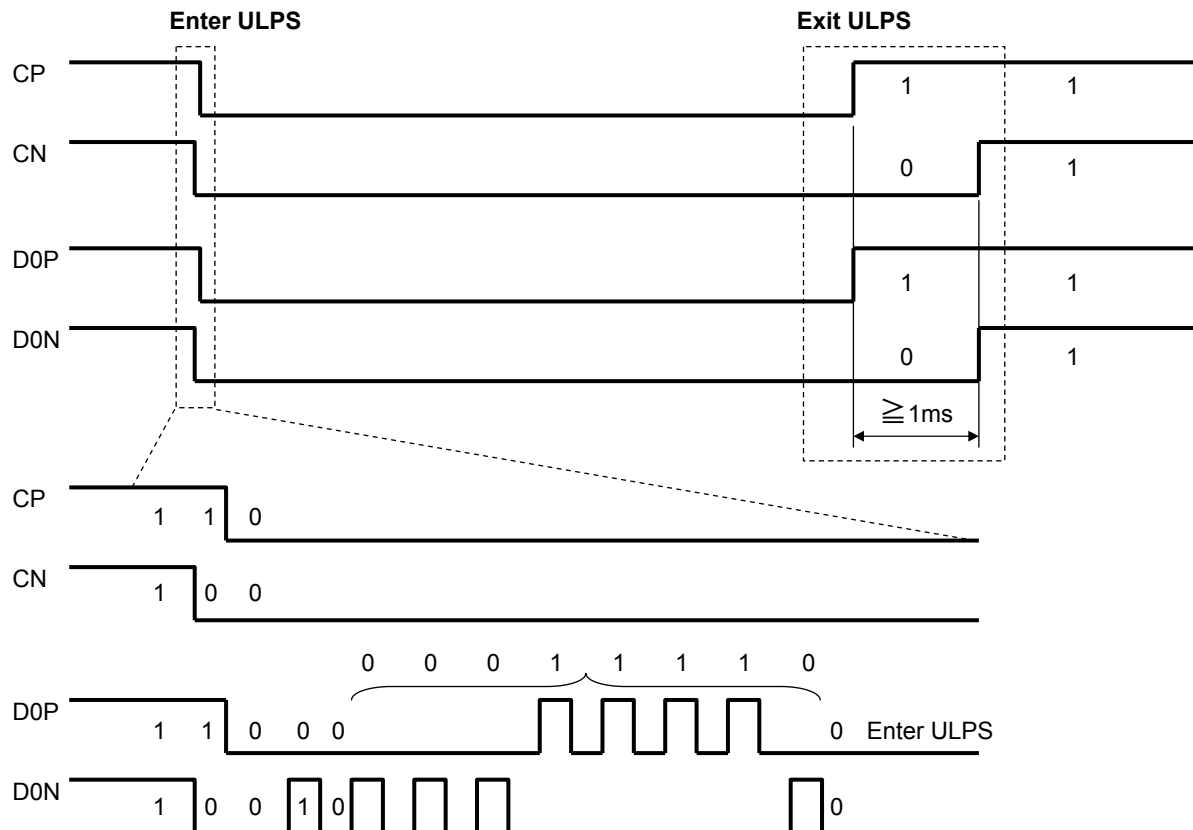 Enter ULPS Exit ULPS
CP 1 1
CN 0 1
D0P 1 1
D0N 0 1
≧ 1ms
CP 1 1 0
CN 1 0 0
0 0 0 1 1 1 1 0
D0P 1 1 0 0 0 0 Enter ULPS
D0N 1 0 0 1 0 0